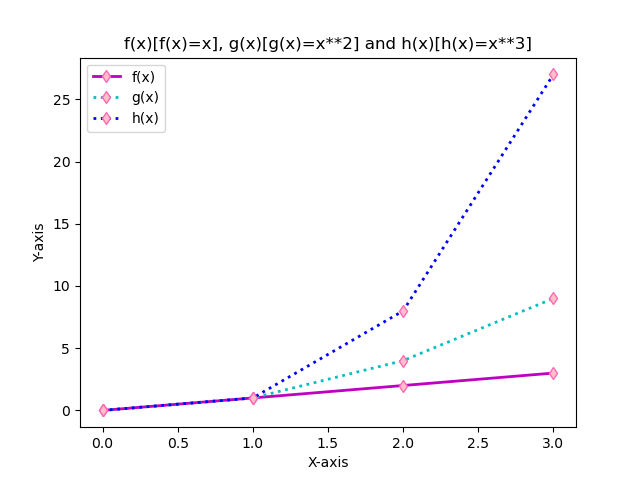 f(x)[f(x)=x], g(x)[g(x)=x**2] and h(x)[h(x)=x**3]
f(x)
g(x)
h(x)
Y-axis
25
20
15
10
5
0
0.0 0.5 1.0 1.5 2.0 2.5 3.0
X-axis